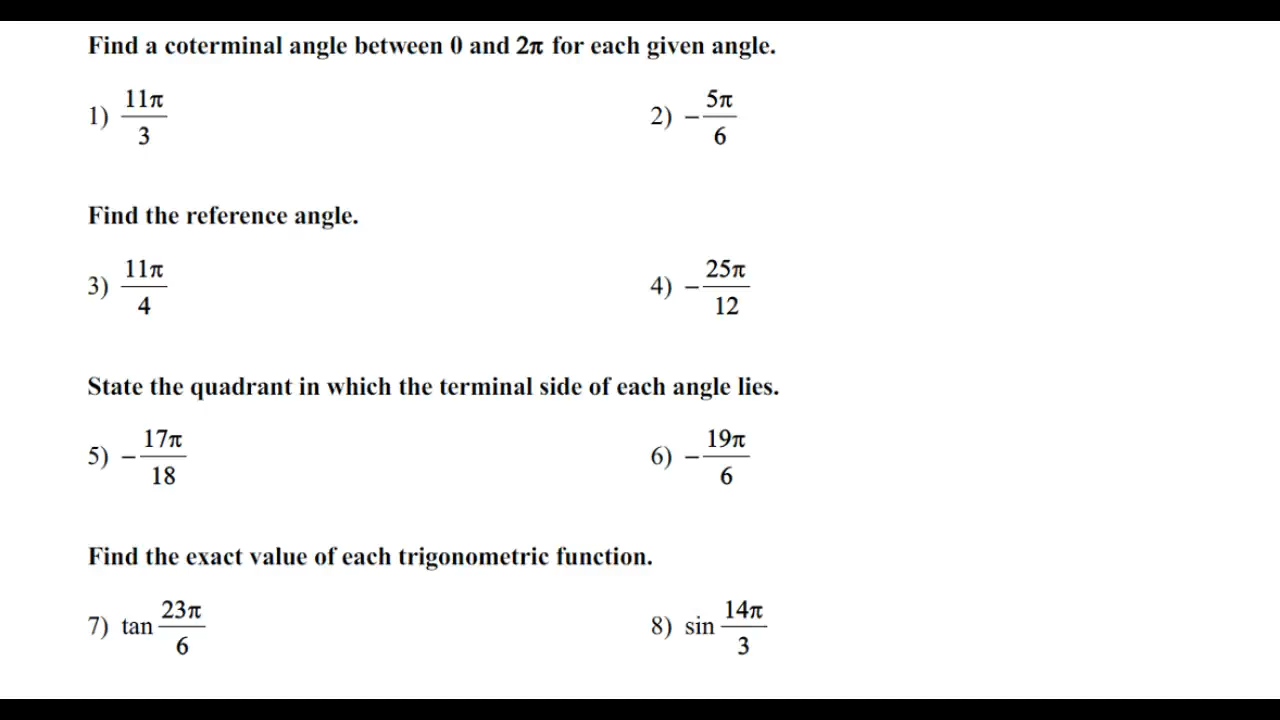 Find a coterminal angle between 0 and 2π for each given angle.
1) 11π/3 2) −5π/6
Find the reference angle.
3) 11π/4 4) −25π/12
State the quadrant in which the terminal side of each angle lies.
5) −17π/18 6) −19π/6
Find the exact value of each trigonometric function.
7) tan 23π/6 8) sin 14π/3